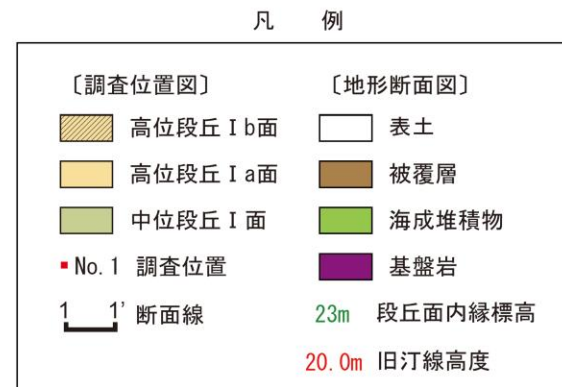 凡 例
〔調査位置図〕
高位段丘Ⅰb面
高位段丘Ⅰa面
中位段丘Ⅰ面
No.1 調査位置
1 1' 断面線
〔地形断面図〕
表土
被覆層
海成堆積物
基盤岩
23m 段丘面内縁標高
20.0m 旧汀線高度